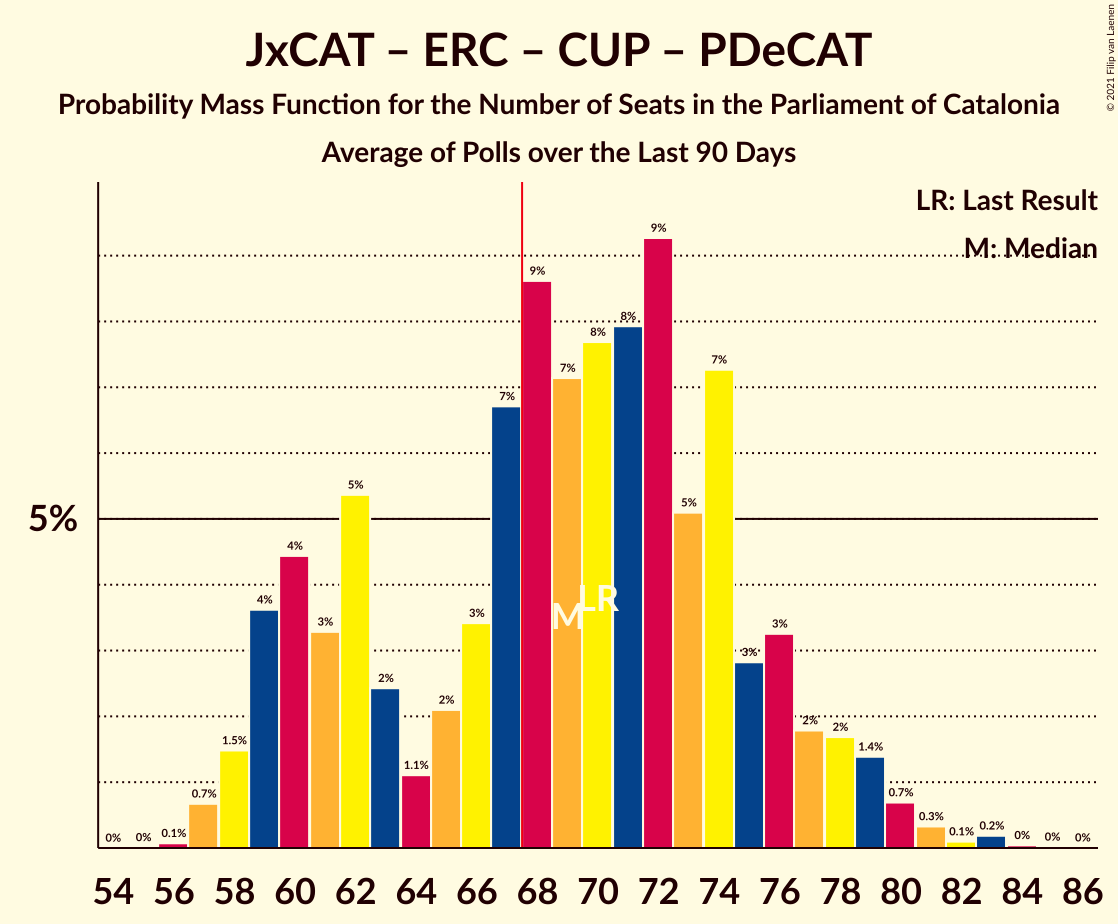 JxCAT – ERC – CUP – PDeCAT
Probability Mass Function for the Number of Seats in the Parliament of Catalonia
Average of Polls over the Last 90 Days
© 2021 Filip van Laenen
LR: Last Result
M: Median
5%
0% 0% 0.1% 0.7% 1.5% 4% 4% 3% 5% 2% 1.1% 2% 3% 7% 9% 7% 8% 8% 9% 5% 7% 3% 3% 2% 2% 1.4% 0.7% 0.3% 0.1% 0.2% 0% 0% 0%
M LR
54 56 58 60 62 64 66 68 70 72 74 76 78 80 82 84 86